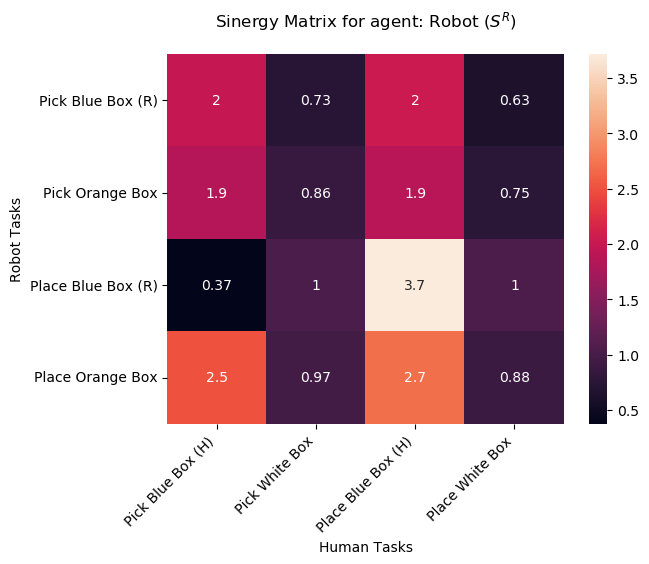 Sinergy Matrix for agent: Robot (S^R)
Pick Blue Box (R)
2
0.73
2
0.63
Pick Orange Box
1.9
0.86
1.9
0.75
Place Blue Box (R)
0.37
1
3.7
1
Place Orange Box
2.5
0.97
2.7
0.88
Robot Tasks
Pick Blue Box (H)
Pick White Box
Place Blue Box (H)
Place White Box
Human Tasks
3.5
3.0
2.5
2.0
1.5
1.0
0.5